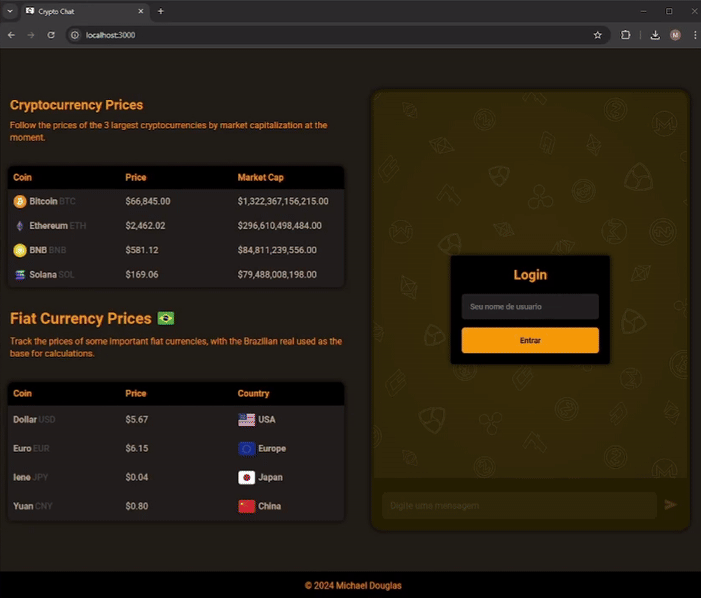 Crypto Chat
localhost:3000
M
Cryptocurrency Prices
Follow the prices of the 3 largest cryptocurrencies by market capitalization at the
moment.
Coin Price Market Cap
Bitcoin BTC $66,845.00 $1,322,367,156,215.00
Ethereum ETH $2,462.02 $296,610,498,484.00
BNB BNB $581.12 $84,811,239,556.00
Solana SOL $169.06 $79,488,008,198.00
Fiat Currency Prices
Track the prices of some important fiat currencies, with the Brazilian real used as the
base for calculations.
Coin Price Country
Dollar USD $5.67 USA
Euro EUR $6.15 Europe
Iene JPY $0.04 Japan
Yuan CNY $0.80 China
Login
Seu nome de usuario
Entrar
Digite uma mensagem
© 2024 Michael Douglas